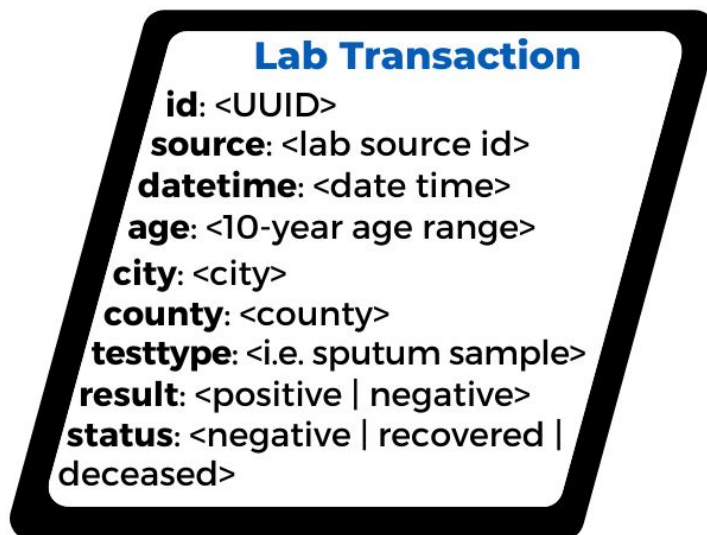 Lab Transaction
id: <UUID>
source: <lab source id>
datetime: <date time>
age: <10-year age range>
city: <city>
county: <county>
testtype: <i.e. sputum sample>
result: <positive | negative>
status: <negative | recovered |
deceased>